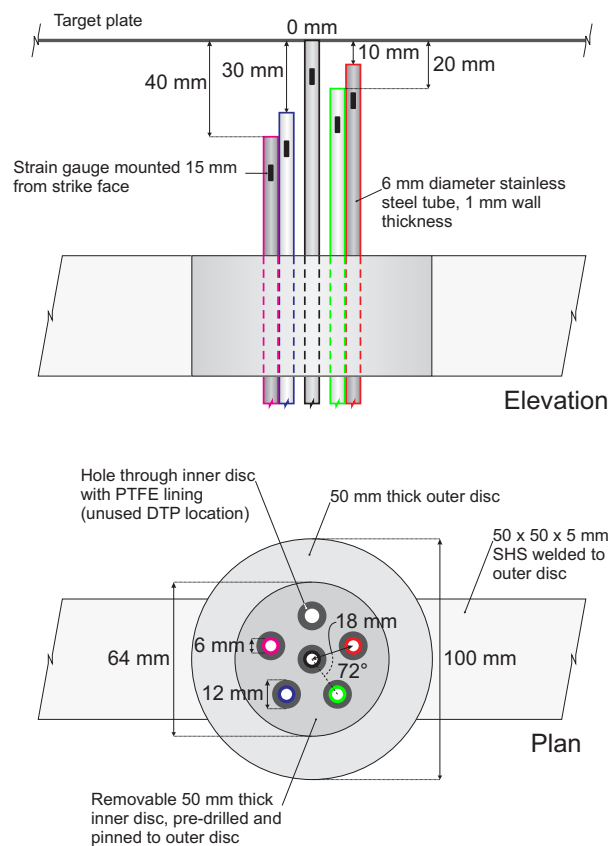 Target plate
0 mm
10 mm
30 mm
20 mm
40 mm
Strain gauge mounted 15 mm
from strike face
6 mm diameter stainless
steel tube, 1 mm wall
thickness
Elevation
Hole through inner disc
with PTFE lining
(unused DTP location)
50 mm thick outer disc
50 x 50 x 5 mm
SHS welded to
outer disc
18 mm
6 mm
64 mm
72°
100 mm
12 mm
Plan
Removable 50 mm thick
inner disc, pre-drilled and
pinned to outer disc